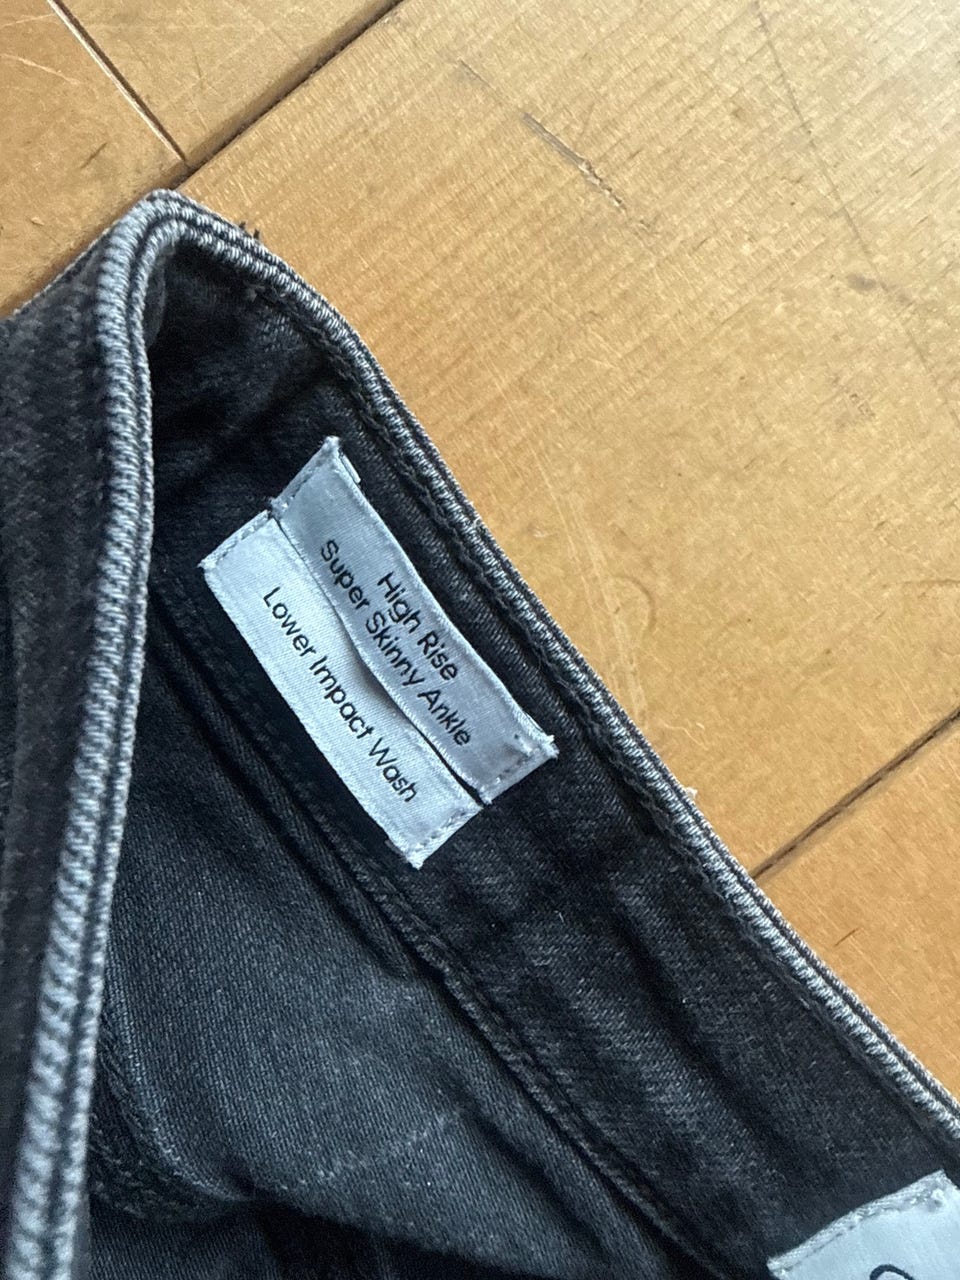 High Rise
Super Skinny Ankle
Lower Impact Wash